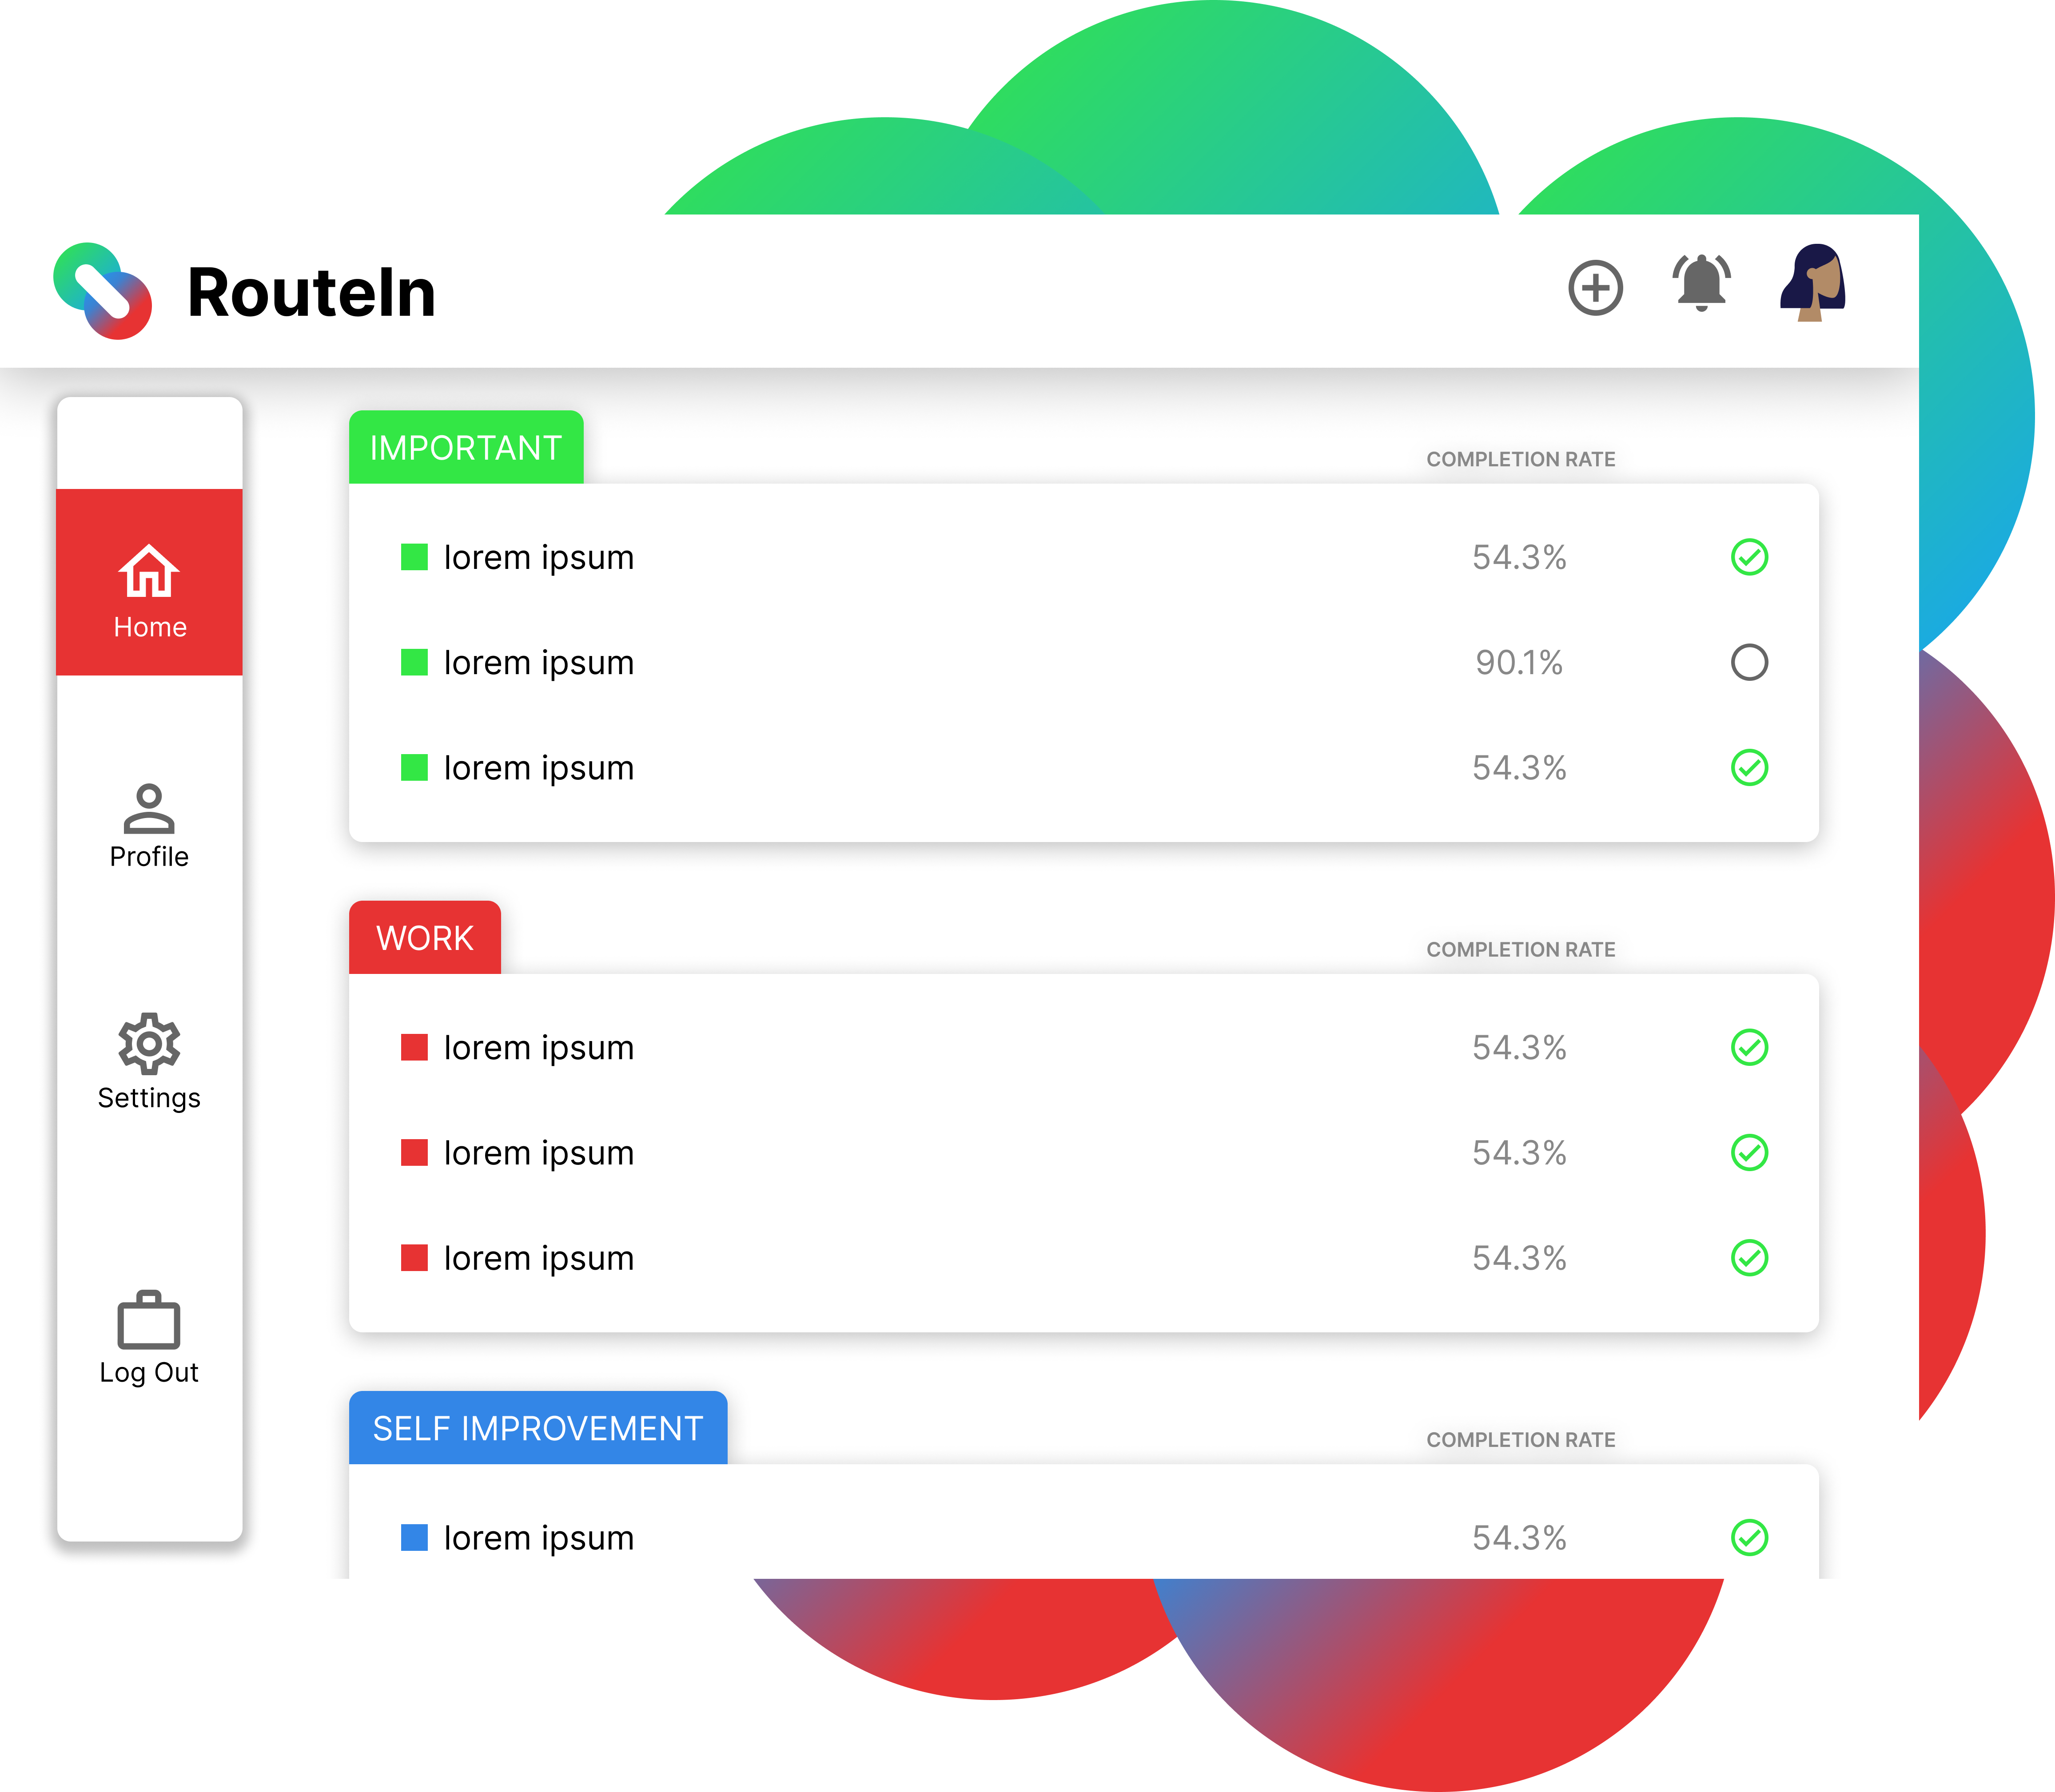 RouteIn
IMPORTANT
COMPLETION RATE
lorem ipsum 54.3%
lorem ipsum 90.1%
lorem ipsum 54.3%
WORK
COMPLETION RATE
lorem ipsum 54.3%
lorem ipsum 54.3%
lorem ipsum 54.3%
SELF IMPROVEMENT
COMPLETION RATE
lorem ipsum 54.3%
Home
Profile
Settings
Log Out